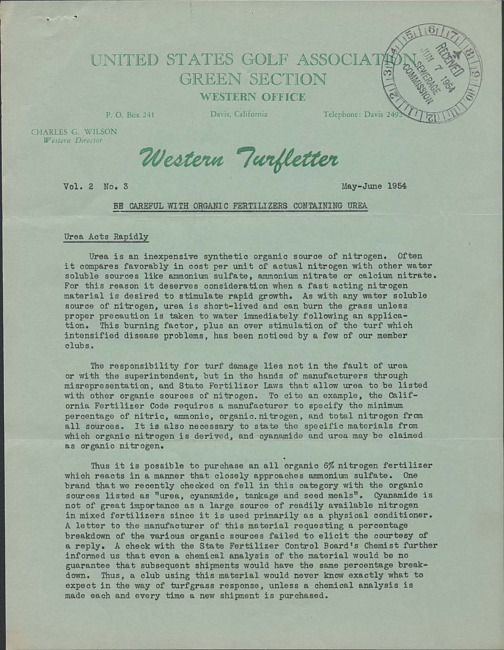 UNITED STATES GOLF ASSOCIATION
GREEN SECTION
WESTERN OFFICE
P. O. Box 241 Davis, California Telephone: Davis 2492
CHARLES G. WILSON
Western Director
RECEIVED
JUN 7 1954
SEWERAGE
COMMISSION
Western Turfletter
Vol. 2 No. 3 May-June 1954
BE CAREFUL WITH ORGANIC FERTILIZERS CONTAINING UREA
Urea Acts Rapidly
Urea is an inexpensive synthetic organic source of nitrogen. Often
it compares favorably in cost per unit of actual nitrogen with other water
soluble sources like ammonium sulfate, ammonium nitrate or calcium nitrate.
For this reason it deserves consideration when a fast acting nitrogen
material is desired to stimulate rapid growth. As with any water soluble
source of nitrogen, urea is short-lived and can burn the grass unless
proper precaution is taken to water immediately following an applica-
tion. This burning factor, plus an over stimulation of the turf which
intensified disease problems, has been noticed by a few of our member
clubs.
The responsibility for turf damage lies not in the fault of urea
or with the superintendent, but in the hands of manufacturers through
misrepresentation, and State Fertilizer Laws that allow urea to be listed
with other organic sources of nitrogen. To cite an example, the Calif-
ornia Fertilizer Code requires a manufacturer to specify the minimum
percentage of nitric, ammonic, organic nitrogen, and total nitrogen from
all sources. It is also necessary to state the specific materials from
which organic nitrogen is derived, and cyanamide and urea may be claimed
as organic nitrogen.
Thus it is possible to purchase an all organic 6% nitrogen fertilizer
which reacts in a manner that closely approaches ammonium sulfate. One
brand that we recently checked on fell in this category with the organic
sources listed as "urea, cyanamide, tankage and seed meals". Cyanamide is
not of great importance as a large source of readily available nitrogen
in mixed fertilizers since it is used primarily as a physical conditioner.
A letter to the manufacturer of this material requesting a percentage
breakdown of the various organic sources failed to elicit the courtesy of
a reply. A check with the State Fertilizer Control Board's Chemist further
informed us that even a chemical analysis of the material would be no
guarantee that subsequent shipments would have the same percentage break-
down. Thus, a club using this material would never know exactly what to
expect in the way of turfgrass response, unless a chemical analysis is
made each and every time a new shipment is purchased.